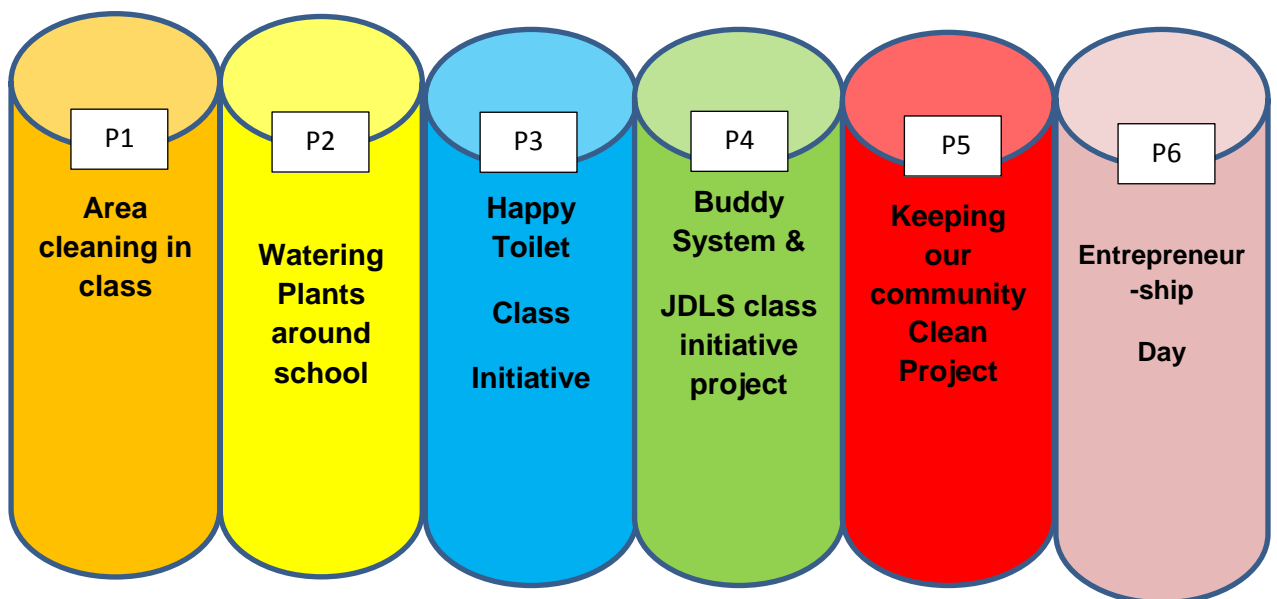 P1
Area
cleaning in
class
P2
Watering
Plants
around
school
P3
Happy
Toilet
Class
Initiative
P4
Buddy
System &
JDLS class
initiative
project
P5
Keeping
our
community
Clean
Project
P6
Entrepreneur
-ship
Day